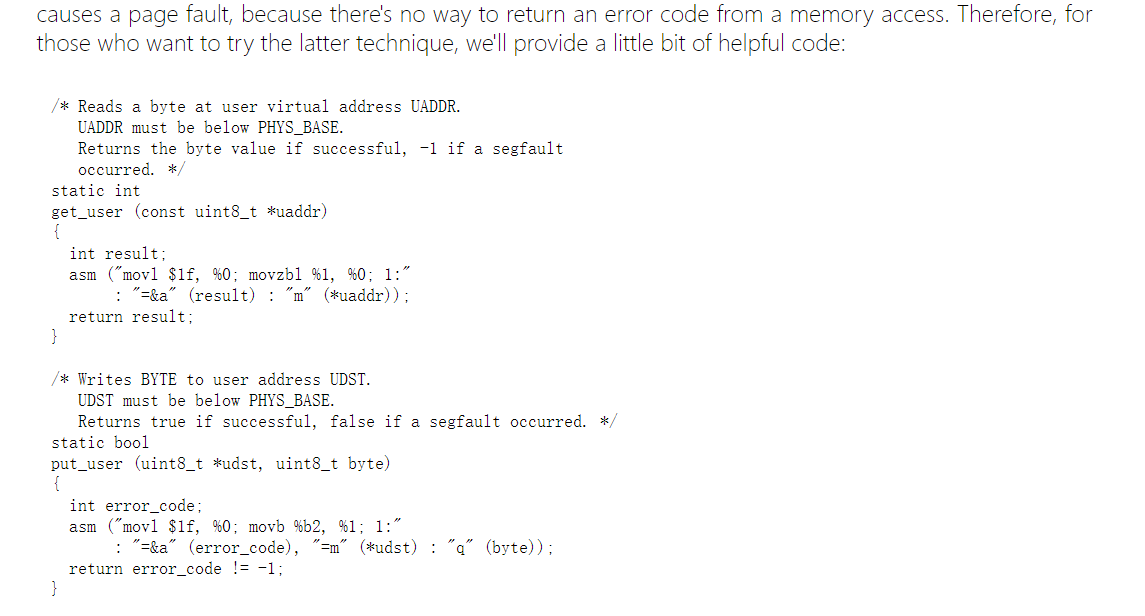 causes a page fault, because there's no way to return an error code from a memory access. Therefore, for
those who want to try the latter technique, we'll provide a little bit of helpful code:
/* Reads a byte at user virtual address UADDR.
   UADDR must be below PHYS_BASE.
   Returns the byte value if successful, -1 if a segfault
   occurred. */
static int
get_user (const uint8_t *uaddr)
{
  int result;
  asm ("movl $1f, %0; movzbl %1, %0; 1:"
       : "=&a" (result) : "m" (*uaddr));
  return result;
}
/* Writes BYTE to user address UDST.
   UDST must be below PHYS_BASE.
   Returns true if successful, false if a segfault occurred. */
static bool
put_user (uint8_t *udst, uint8_t byte)
{
  int error_code;
  asm ("movl $1f, %0; movb %b2, %1; 1:"
       : "=&a" (error_code), "=m" (*udst) : "q" (byte));
  return error_code != -1;
}